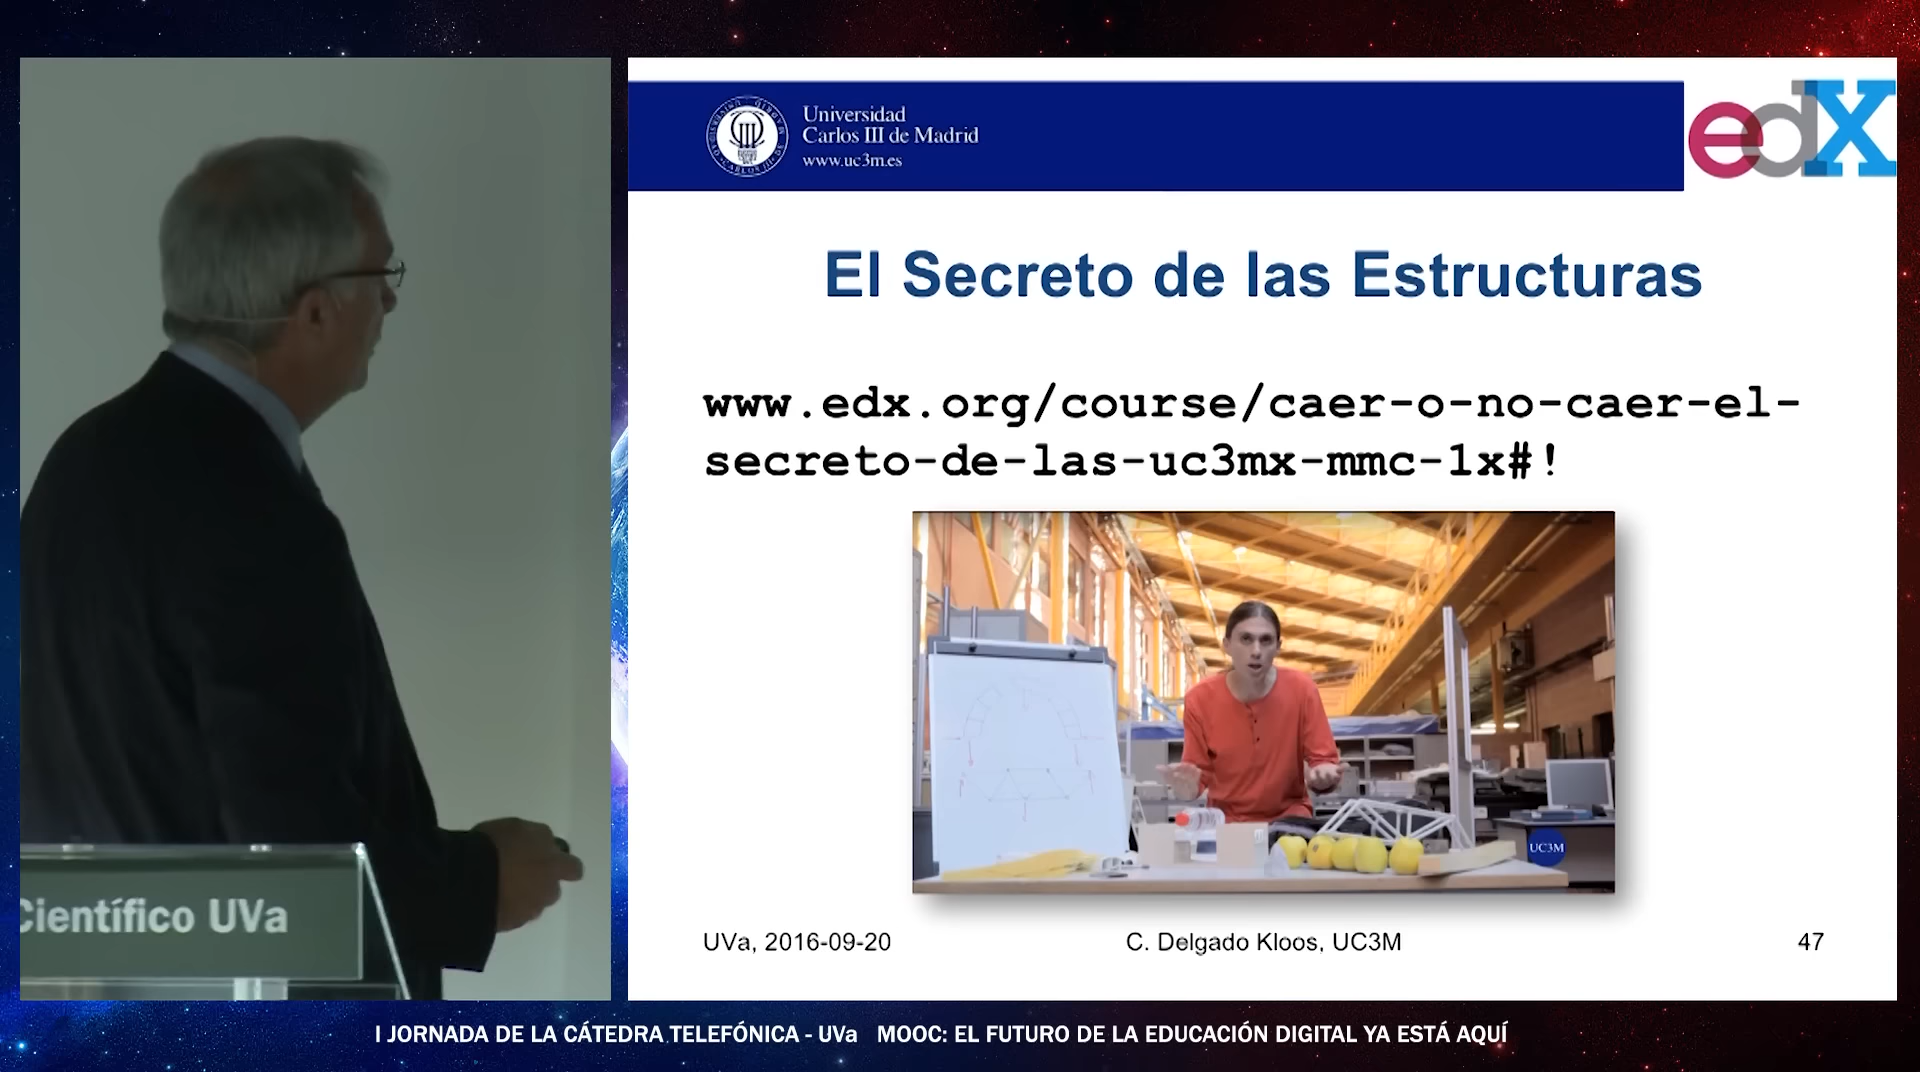 Universidad
Carlos III de Madrid
www.uc3m.es
edX
El Secreto de las Estructuras
www.edx.org/course/caer-o-no-caer-el-
secreto-de-las-uc3mx-mmc-1x#!
UC3M
UVa, 2016-09-20
C. Delgado Kloos, UC3M
47
Científico UVa
I JORNADA DE LA CÁTEDRA TELEFÓNICA - UVa MOOC: EL FUTURO DE LA EDUCACIÓN DIGITAL YA ESTÁ AQUÍ